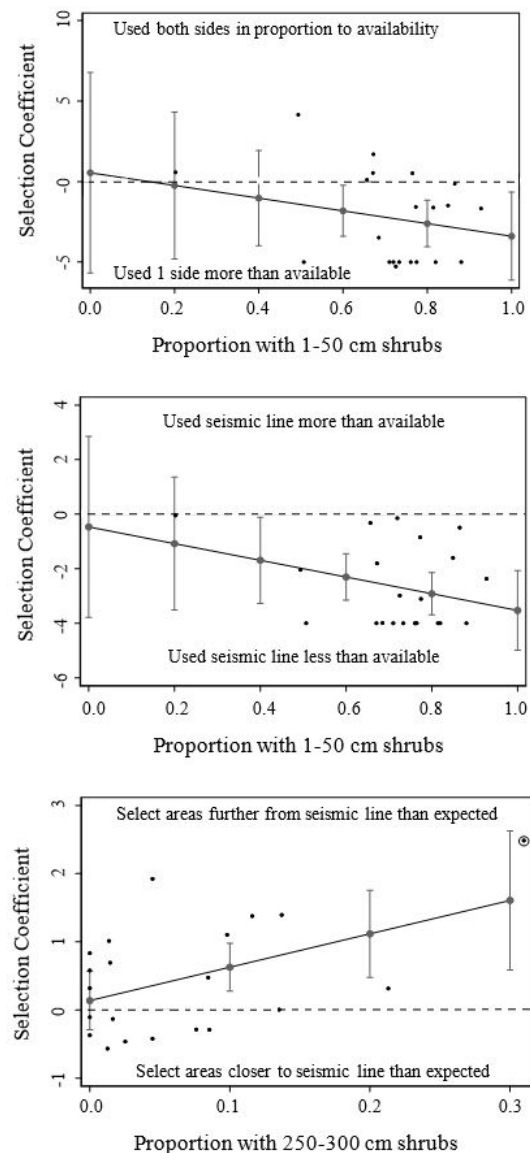 10
Used both sides in proportion to availability
5
Selection Coefficient
-0
-5
Used 1 side more than available
0.0 0.2 0.4 0.6 0.8 1.0
Proportion with 1-50 cm shrubs
4
Used seismic line more than available
2
Selection Coefficient
0
-2
-4
Used seismic line less than available
-6
0.0 0.2 0.4 0.6 0.8 1.0
Proportion with 1-50 cm shrubs
3
Select areas further from seismic line than expected
2
Selection Coefficient
1
0
Select areas closer to seismic line than expected
-1
0.0 0.1 0.2 0.3
Proportion with 250-300 cm shrubs